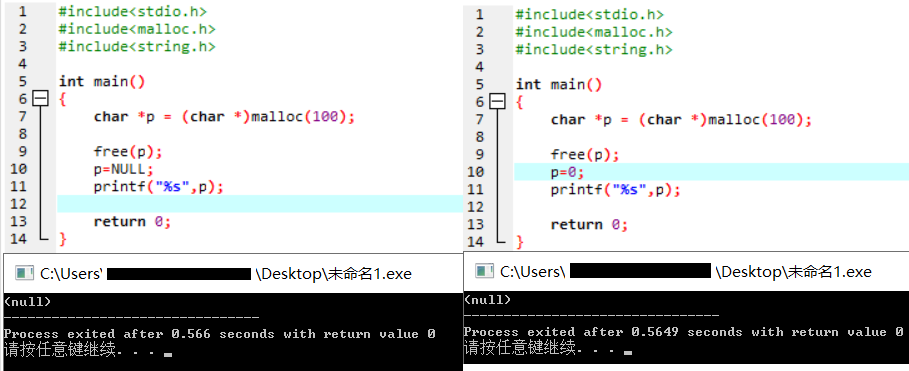 1 #include<stdio.h>
2 #include<malloc.h>
3 #include<string.h>
4
5 int main()
6 {
7 char *p = (char *)malloc(100);
8
9 free(p);
10 p=NULL;
11 printf("%s",p);
12
13 return 0;
14 }
C:\Users\ \Desktop\未命名1.exe
(null)
--------------------------------
Process exited after 0.566 seconds with return value 0
请按任意键继续. . .
1 #include<stdio.h>
2 #include<malloc.h>
3 #include<string.h>
4
5 int main()
6 {
7 char *p = (char *)malloc(100);
8
9 free(p);
10 p=0;
11 printf("%s",p);
12
13 return 0;
14 }
C:\Users\ \Desktop\未命名1.exe
(null)
--------------------------------
Process exited after 0.5649 seconds with return value 0
请按任意键继续. . .